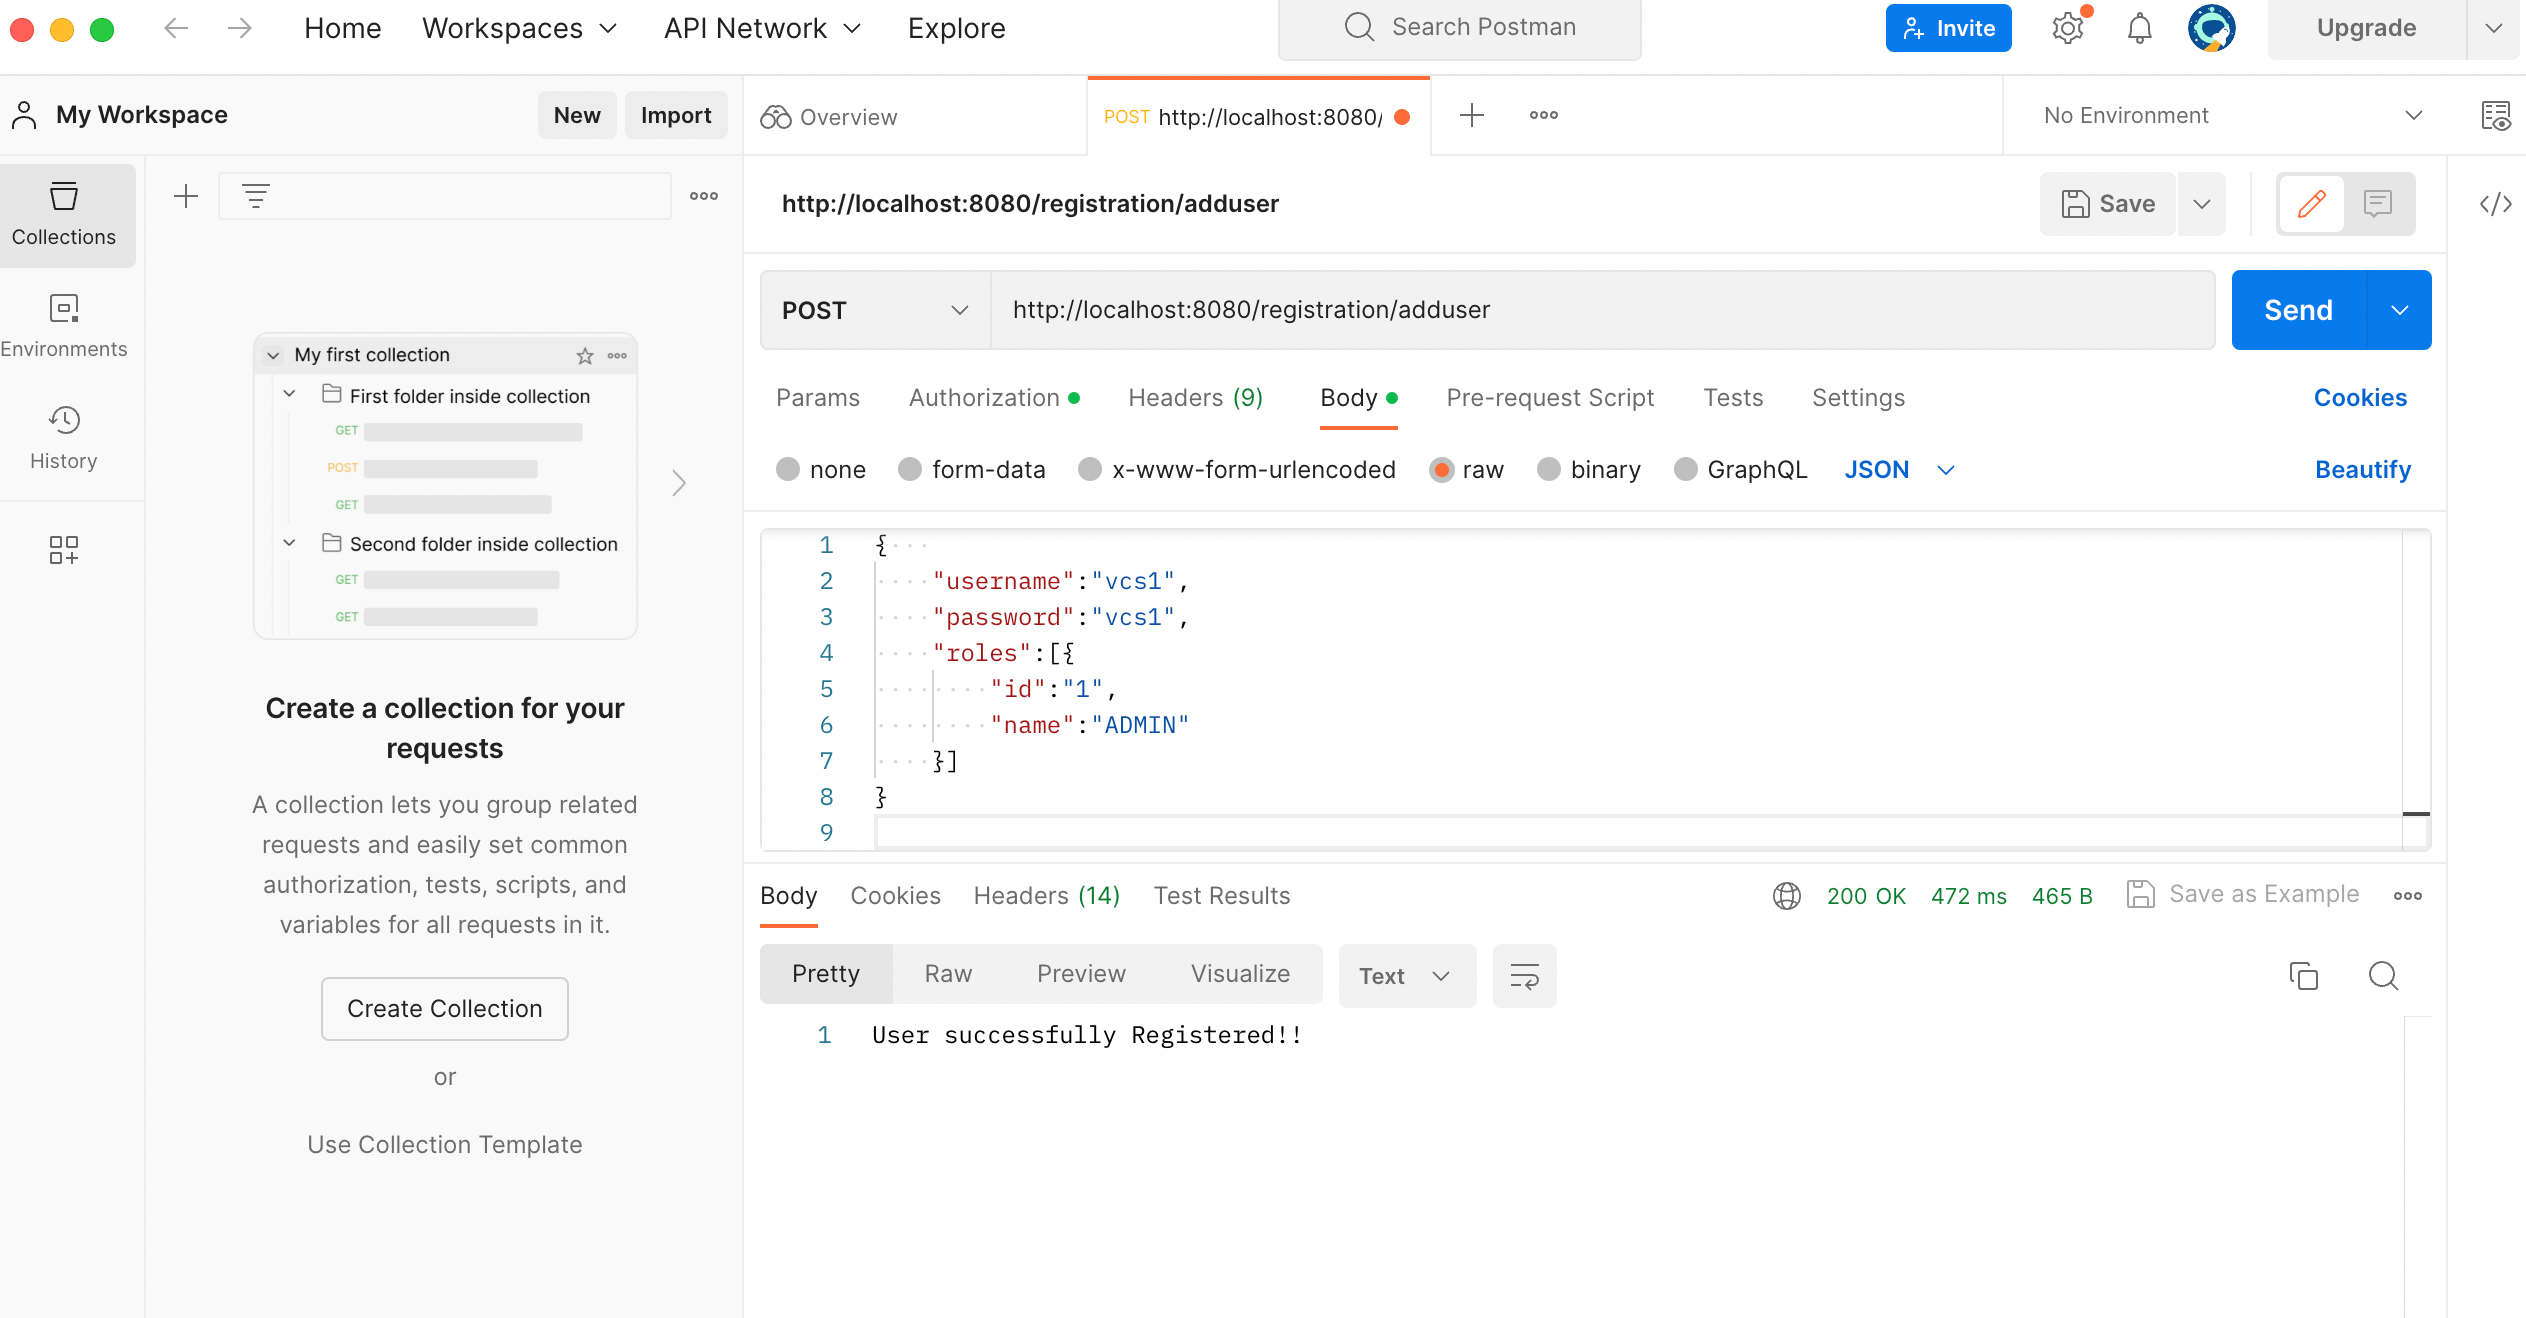 Home Workspaces API Network Explore Search Postman Invite Upgrade
My Workspace New Import Overview POST http://localhost:8080/ No Environment
Collections
Environments
History
My first collection
First folder inside collection
GET
POST
GET
Second folder inside collection
GET
GET
Create a collection for your
requests
A collection lets you group related
requests and easily set common
authorization, tests, scripts, and
variables for all requests in it.
Create Collection
or
Use Collection Template
http://localhost:8080/registration/adduser Save
POST http://localhost:8080/registration/adduser Send
Params Authorization Headers (9) Body Pre-request Script Tests Settings Cookies
none form-data x-www-form-urlencoded raw binary GraphQL JSON Beautify
1 {
2 "username":"vcs1",
3 "password":"vcs1",
4 "roles":[{
5 "id":"1",
6 "name":"ADMIN"
7 }]
8 }
9
Body Cookies Headers (14) Test Results 200 OK 472 ms 465 B Save as Example
Pretty Raw Preview Visualize Text
1 User successfully Registered!!